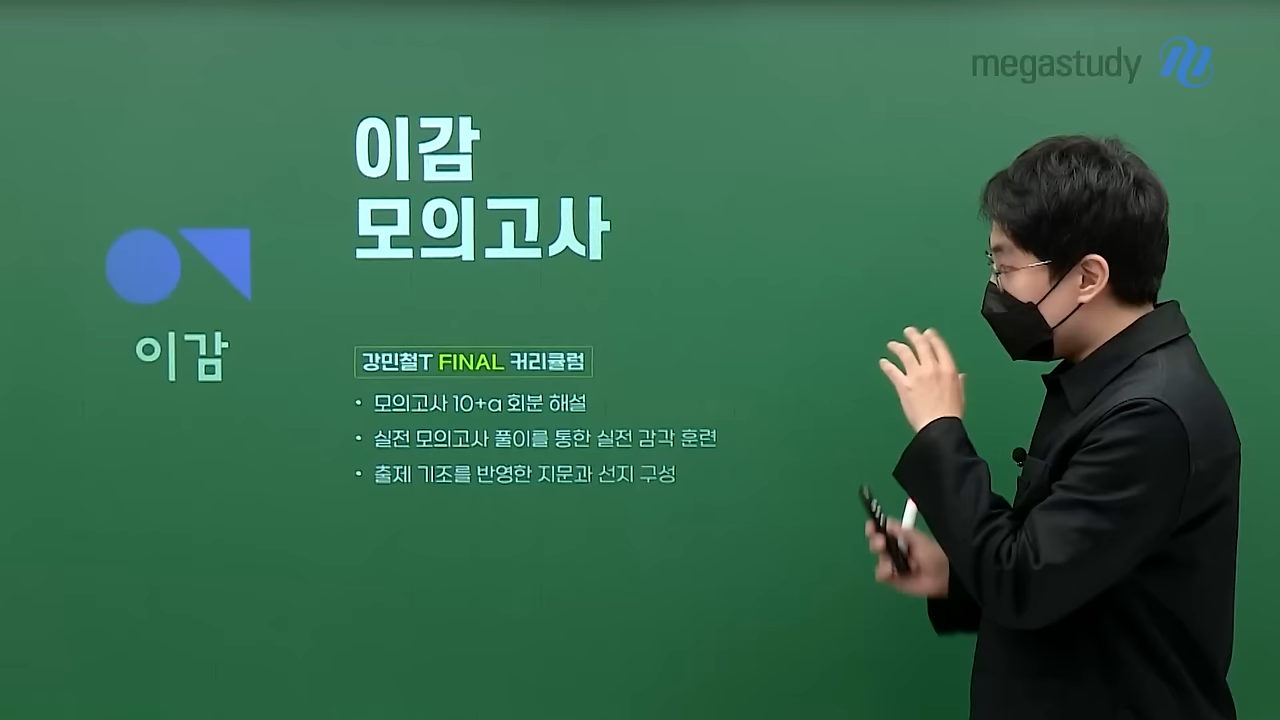 megastudy
이감
모의고사
이감
강민철T FINAL 커리큘럼
• 모의고사 10+α 회분 해설
• 실전 모의고사 풀이를 통한 실전 감각 훈련
• 출제 기조를 반영한 지문과 선지 구성